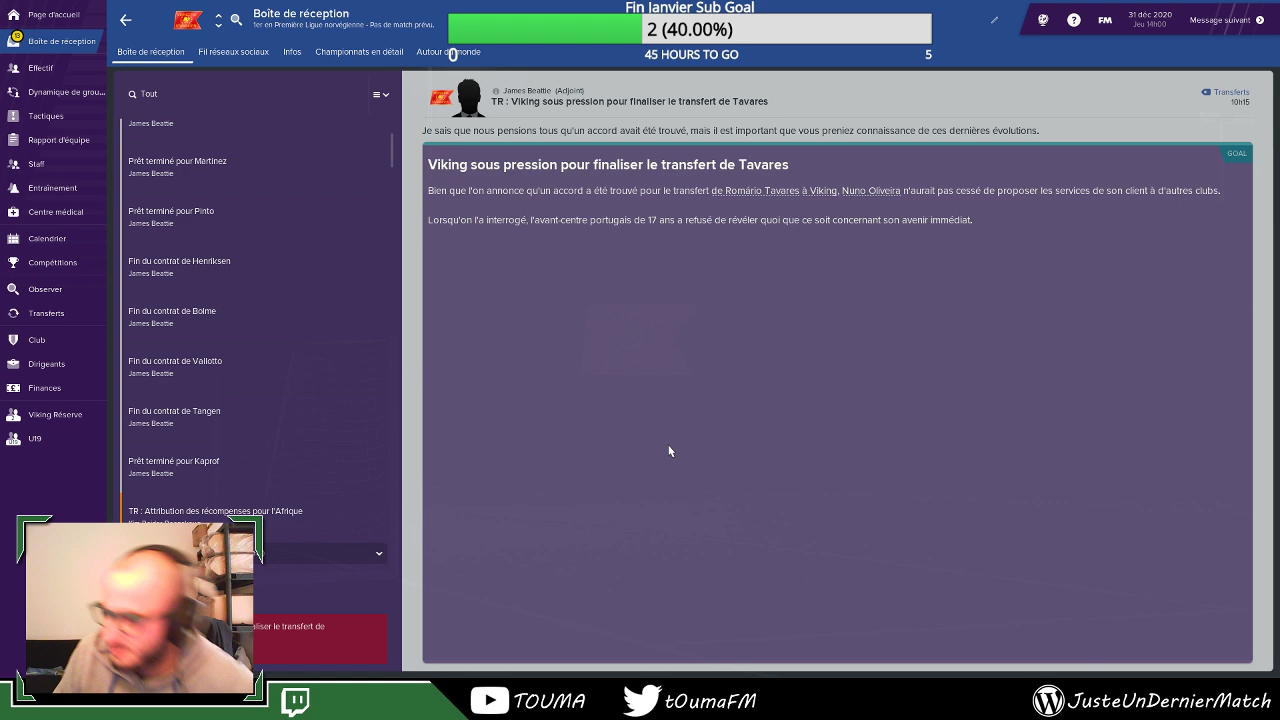 Fin Janvier Sub Goal
2 (40.00%)
0
45 HOURS TO GO
5
Boîte de réception
1er en Première Ligue norvégienne - Pas de match prévu.
FM
31 déc 2020
Jeu 14h00
Message suivant
Boîte de réception
Fil réseaux sociaux
Infos
Championnats en détail
Autour du monde
Page d'accueil
13
Boîte de réception
Effectif
Dynamique de grou...
Tactiques
Rapport d'équipe
Staff
Entraînement
Centre médical
Calendrier
Compétitions
Observer
Transferts
Club
Dirigeants
Finances
Viking Réserve
U19
Tout
James Beattie
Prêt terminé pour Martinez
James Beattie
Prêt terminé pour Pinto
James Beattie
Fin du contrat de Henriksen
James Beattie
Fin du contrat de Bolme
James Beattie
Fin du contrat de Vallotto
James Beattie
Fin du contrat de Tangen
James Beattie
Prêt terminé pour Kaprof
James Beattie
TR : Attribution des récompenses pour l'Afrique
aliser le transfert de
James Beattie (Adjoint)
TR : Viking sous pression pour finaliser le transfert de Tavares
Transferts
10h15
Je sais que nous pensions tous qu'un accord avait été trouvé, mais il est important que vous preniez connaissance de ces dernières évolutions.
GOAL
Viking sous pression pour finaliser le transfert de Tavares
Bien que l'on annonce qu'un accord a été trouvé pour le transfert de Romário Tavares à Viking, Nuno Oliveira n'aurait pas cessé de proposer les services de son client à d'autres clubs.
Lorsqu'on l'a interrogé, l'avant-centre portugais de 17 ans a refusé de révéler quoi que ce soit concernant son avenir immédiat.
TOUMA
tOumaFM
JusteUnDernierMatch